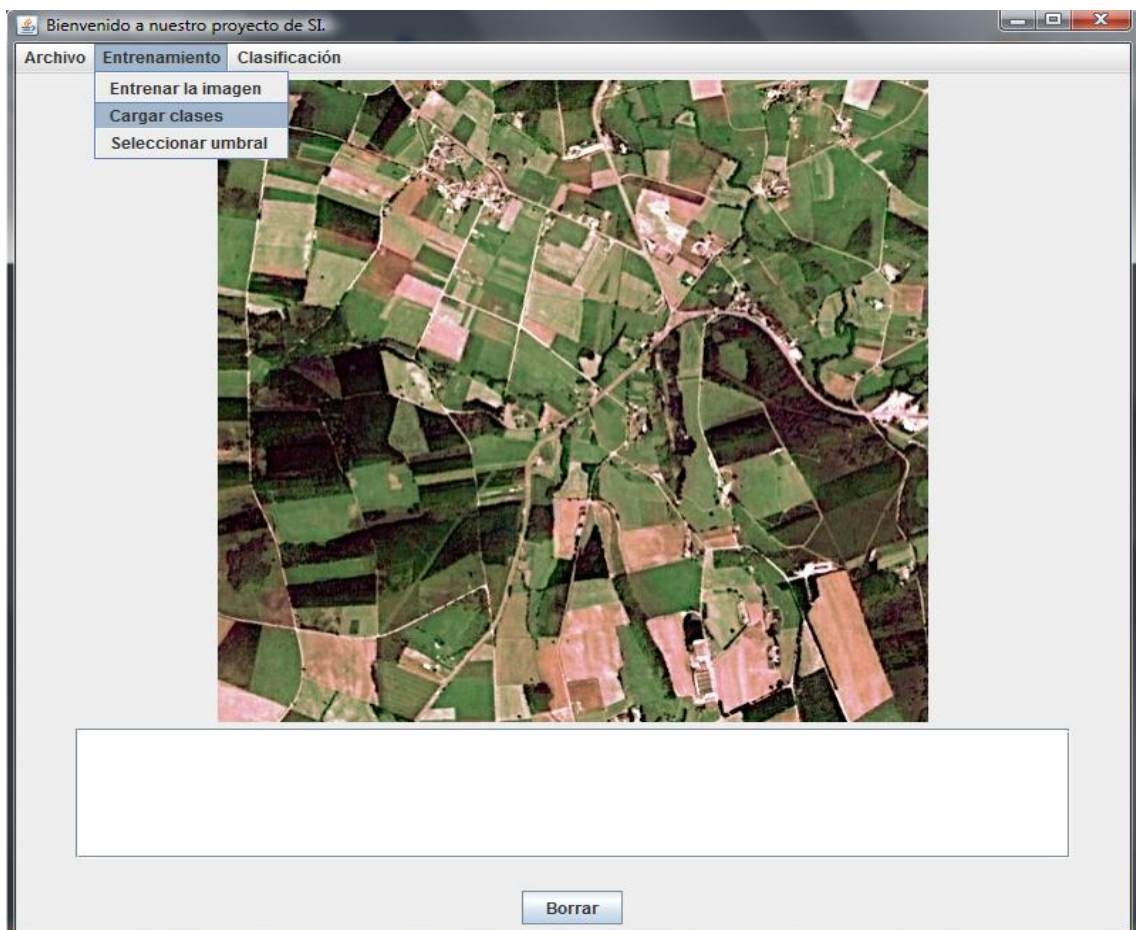 Bienvenido a nuestro proyecto de SI.
Archivo Entrenamiento Clasificación
Entrenar la imagen
Cargar clases
Seleccionar umbral
Borrar